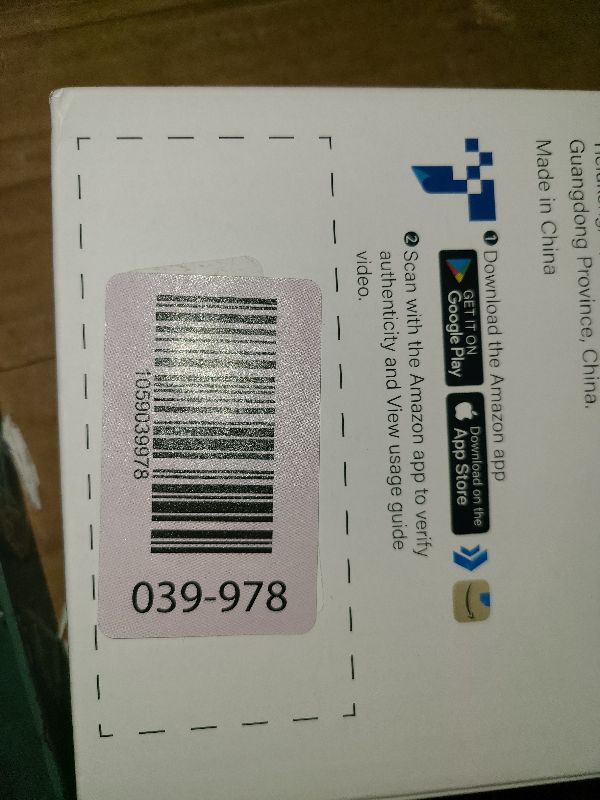 Guangdong Province, China.
Made in China
❶ Download the Amazon app
GET IT ON
Google Play
Download on the
App Store
❷ Scan with the Amazon app to verify
authenticity and View usage guide
video.
1059039978
039-978